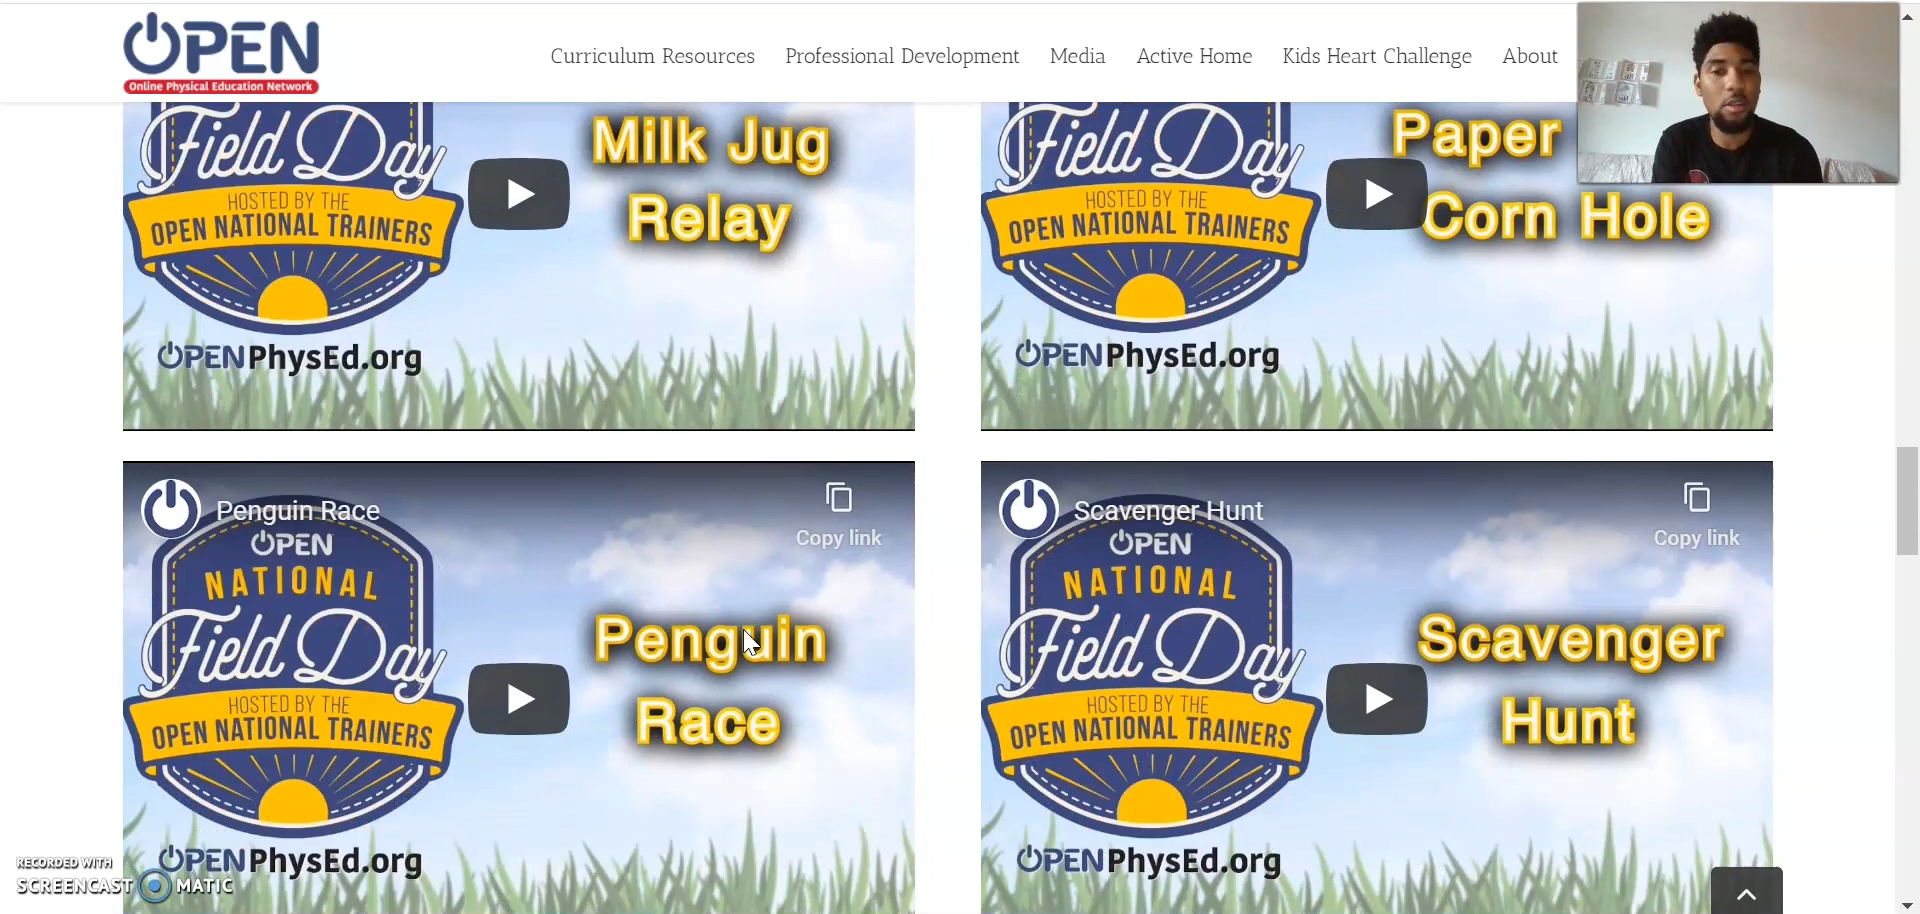 OPEN
Online Physical Education Network
Curriculum Resources Professional Development Media Active Home Kids Heart Challenge About
Field Day
HOSTED BY THE
OPEN NATIONAL TRAINERS
OPENPhysEd.org
Milk Jug
Relay
Field Day
HOSTED BY THE
OPEN NATIONAL TRAINERS
OPENPhysEd.org
Paper
Corn Hole
Penguin Race
Copy link
OPEN
NATIONAL
Field Day
HOSTED BY THE
OPEN NATIONAL TRAINERS
OPENPhysEd.org
Penguin
Race
Scavenger Hunt
Copy link
OPEN
NATIONAL
Field Day
HOSTED BY THE
OPEN NATIONAL TRAINERS
OPENPhysEd.org
Scavenger
Hunt
RECORDED WITH
SCREENCAST MATIC